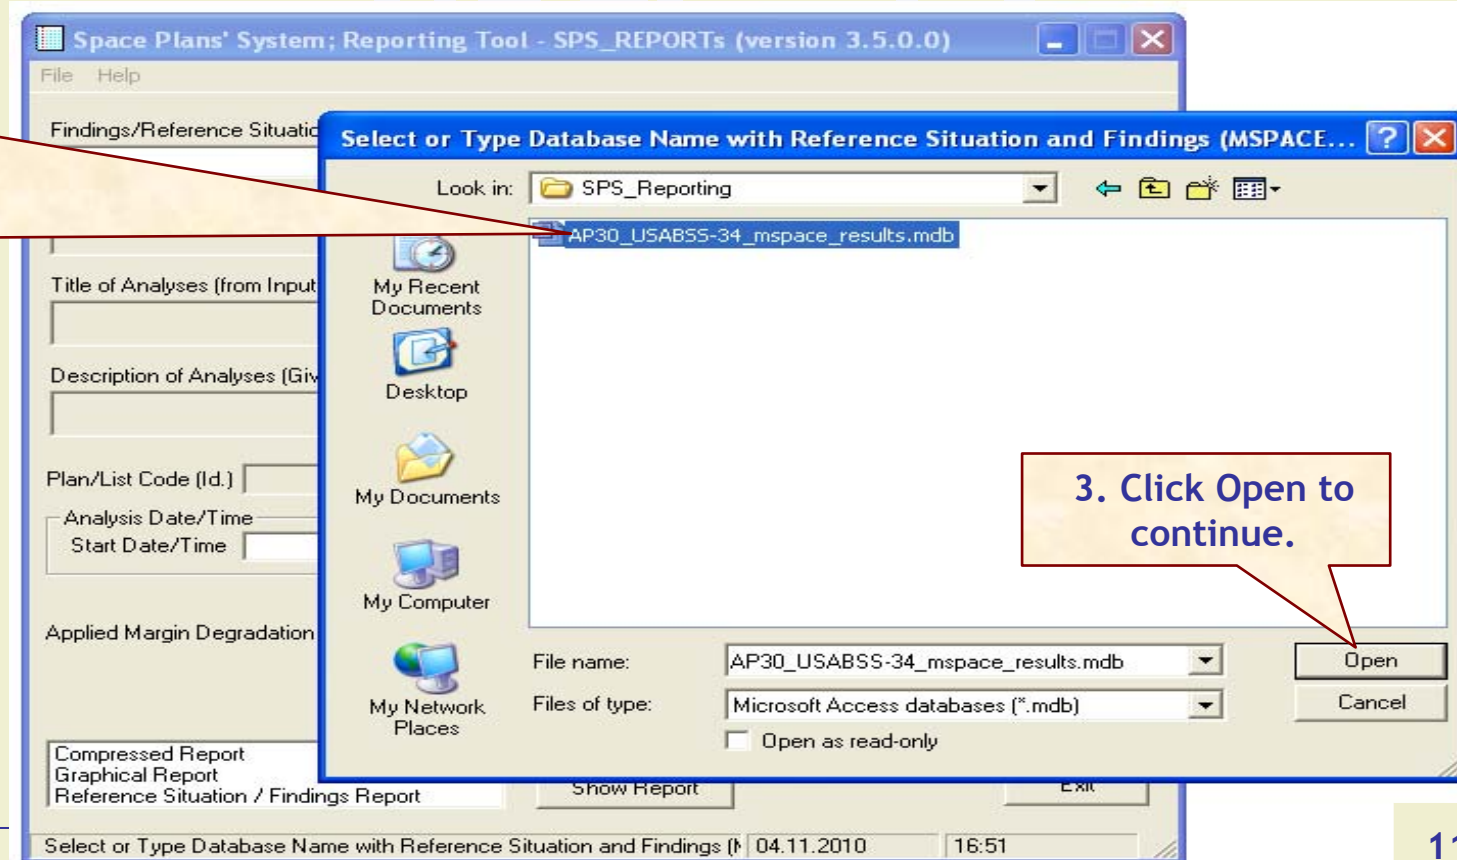 Space Plans' System; Reporting Tool - SPS_REPORTs (version 3.5.0.0)
File Help
Findings/Reference Situatio
Select or Type Database Name with Reference Situation and Findings (MSPACE...
Look in: SPS_Reporting
AP30_USABSS-34_mspace_results.mdb
My Recent
Documents
Desktop
My Documents
My Computer
My Network
Places
Title of Analyses (from Input
Description of Analyses (Giv
Plan/List Code (Id.)
Analysis Date/Time
Start Date/Time
Applied Margin Degradation
3. Click Open to
continue.
File name: AP30_USABSS-34_mspace_results.mdb Open
Files of type: Microsoft Access databases (*.mdb) Cancel
Open as read-only
Compressed Report
Graphical Report
Reference Situation / Findings Report
Show Report Exit
Select or Type Database Name with Reference Situation and Findings (M 04.11.2010 16:51
11